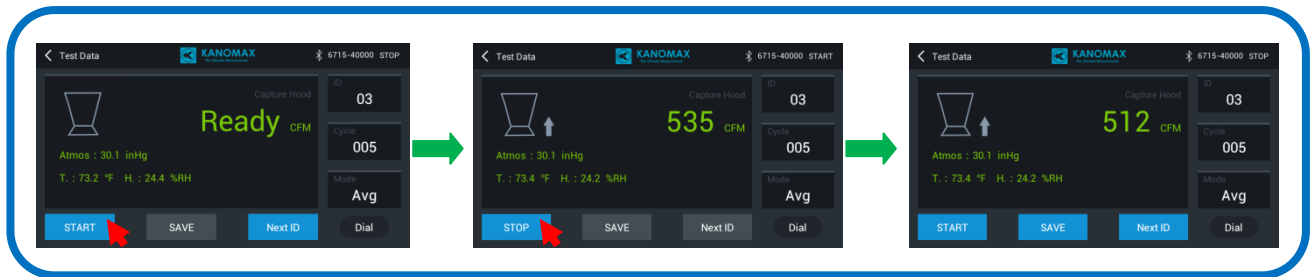 Test Data
KANOMAX
6715-40000 STOP
Capture Hood
Ready CFM
Atmos : 30.1 inHg
T. : 73.2 °F H. : 24.4 %RH
ID
03
Cycle
005
Mode
Avg
START
SAVE
Next ID
Dial
Test Data
KANOMAX
6715-40000 START
Capture Hood
535 CFM
Atmos : 30.1 inHg
T. : 73.4 °F H. : 24.2 %RH
ID
03
Cycle
005
Mode
Avg
STOP
SAVE
Next ID
Dial
Test Data
KANOMAX
6715-40000 STOP
Capture Hood
512 CFM
Atmos : 30.1 inHg
T. : 73.4 °F H. : 24.2 %RH
ID
03
Cycle
005
Mode
Avg
START
SAVE
Next ID
Dial